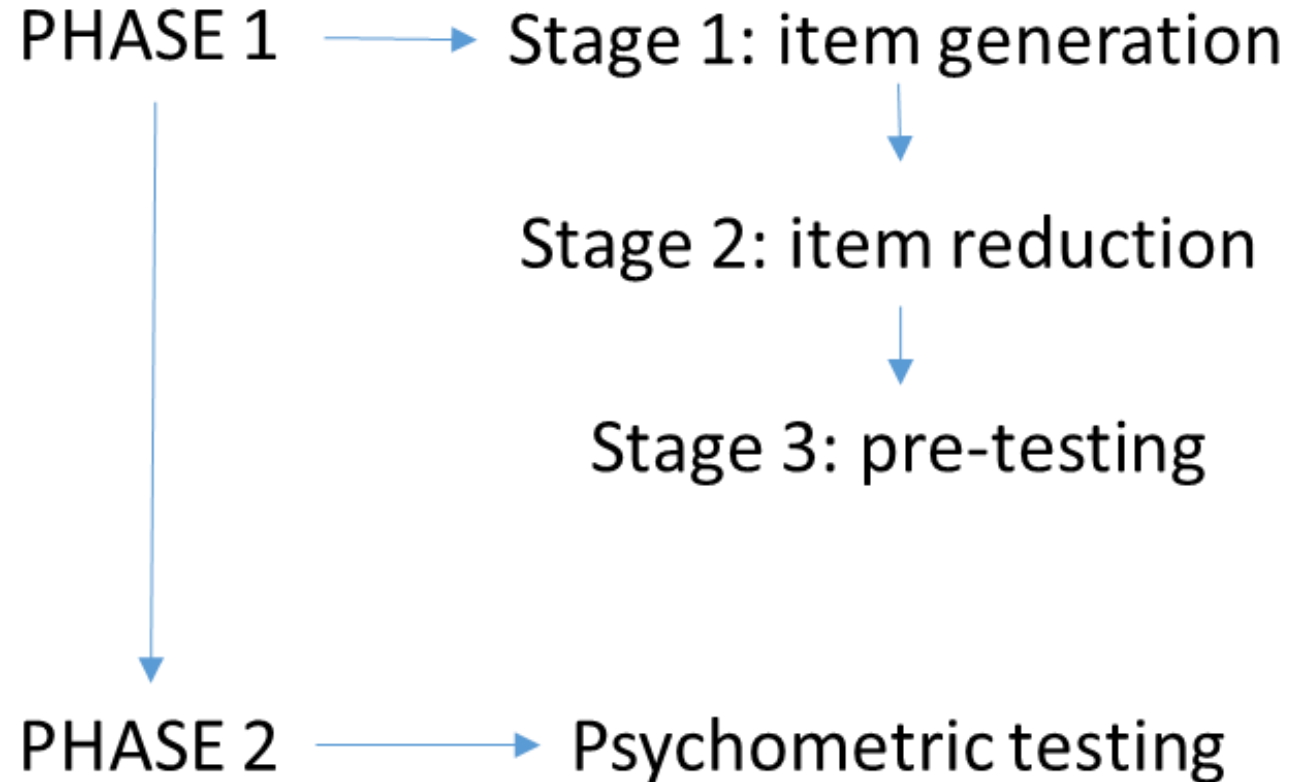 PHASE 1
Stage 1: item generation
Stage 2: item reduction
Stage 3: pre-testing
PHASE 2
Psychometric testing